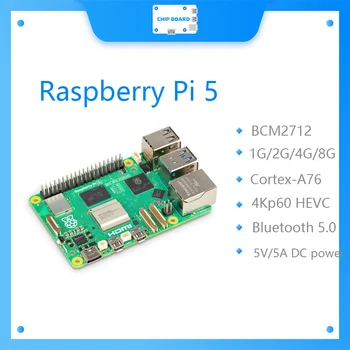 CHIP BOARD
Raspberry Pi 5
BCM2712
1G/2G/4G/8G
Cortex-A76
4Kp60 HEVC
Bluetooth 5.0
5V/5A DC powe